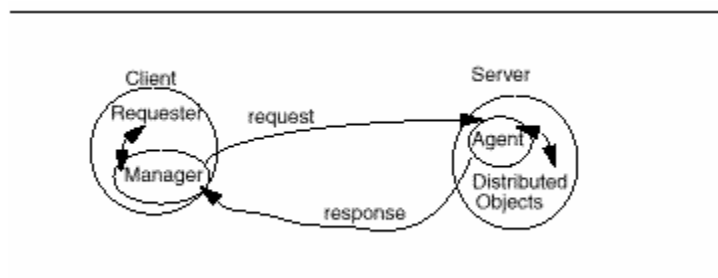 Client
Requester
Manager
request
response
Server
Agent
Distributed
Objects